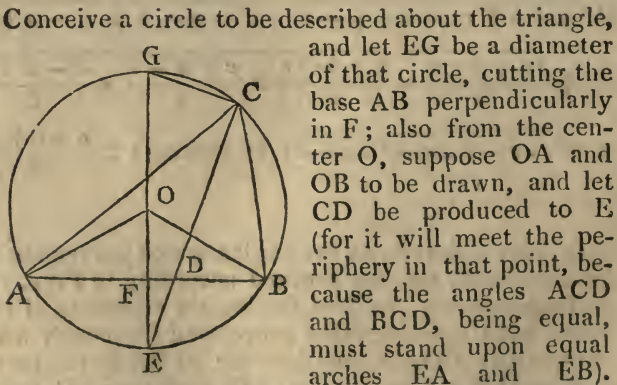 Conceive a circle to be described about the triangle,
and let EG be a diameter
of that circle, cutting the
base AB perpendicularly
in F; also from the cen-
ter O, suppose OA and
OB to be drawn, and let
CD be produced to E
(for it will meet the pe-
riphery in that point, be-
cause the angles ACD
and BCD, being equal,
must stand upon equal
arches EA and EB).
G
C
O
D
A
F
B
E